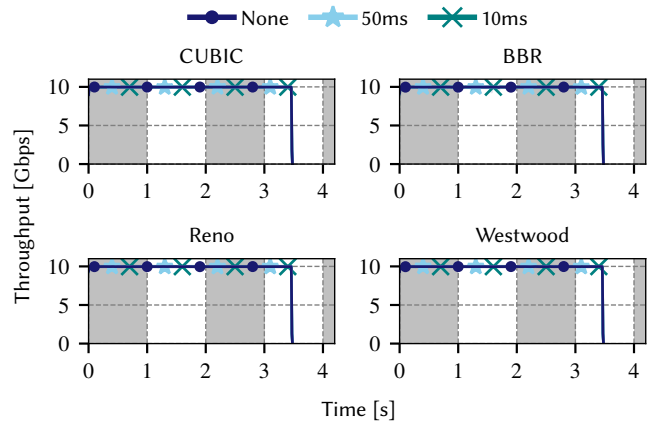 None 50ms 10ms
CUBIC BBR
10 10
5 5
0 0
0 1 2 3 4 0 1 2 3 4
Reno Westwood
10 10
5 5
0 0
0 1 2 3 4 0 1 2 3 4
Throughput [Gbps]
Time [s]